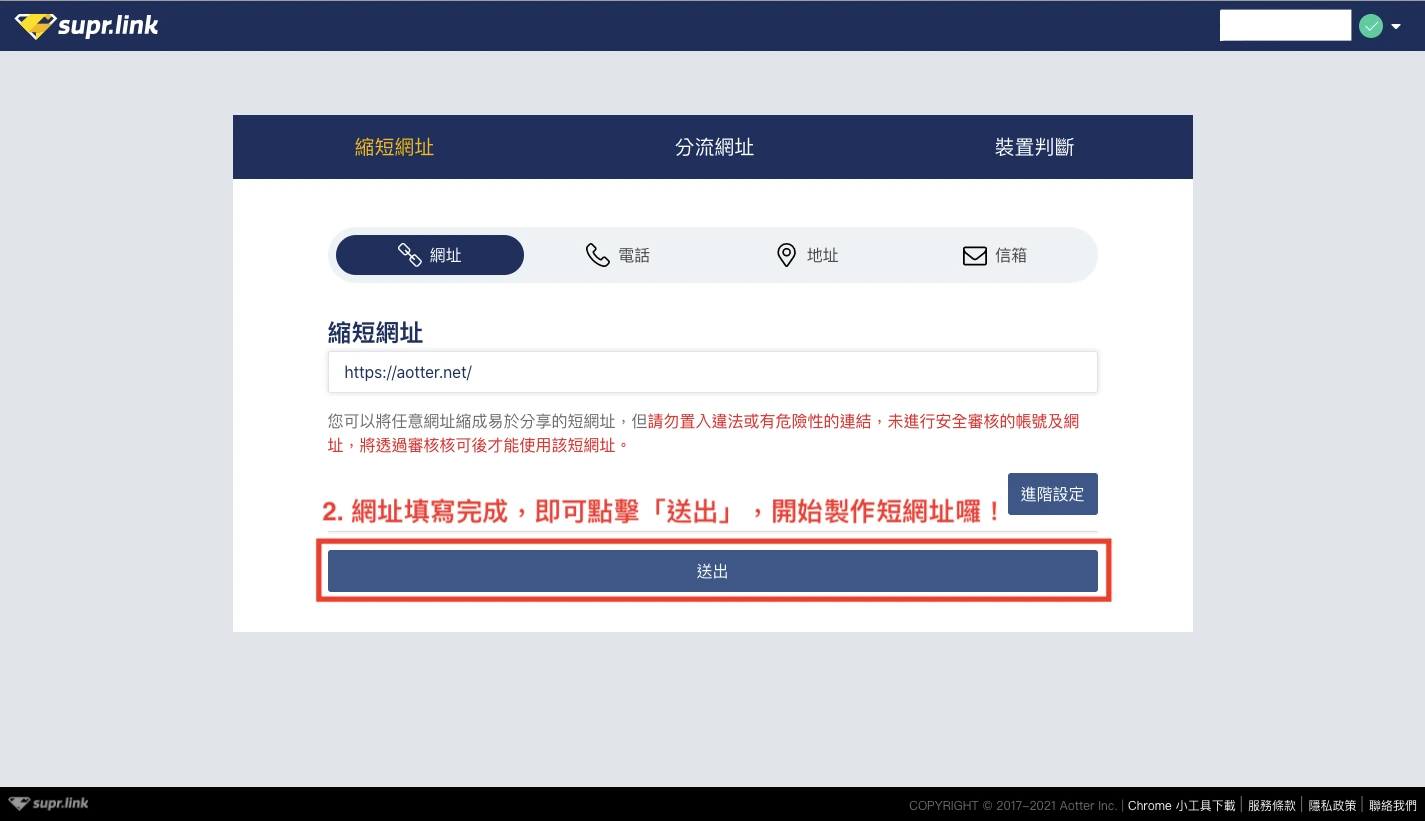 supr.link
縮短網址 分流網址 裝置判斷
網址 電話 地址 信箱
縮短網址
https://aotter.net/
您可以將任意網址縮成易於分享的短網址，但請勿置入違法或有危險性的連結，未進行安全審核的帳號及網
址，將透過審核核可後才能使用該短網址。
進階設定
2. 網址填寫完成，即可點擊「送出」，開始製作短網址囉！
送出
supr.link COPYRIGHT © 2017-2021 Aotter Inc. | Chrome 小工具下載 | 服務條款 | 隱私政策 | 聯絡我們